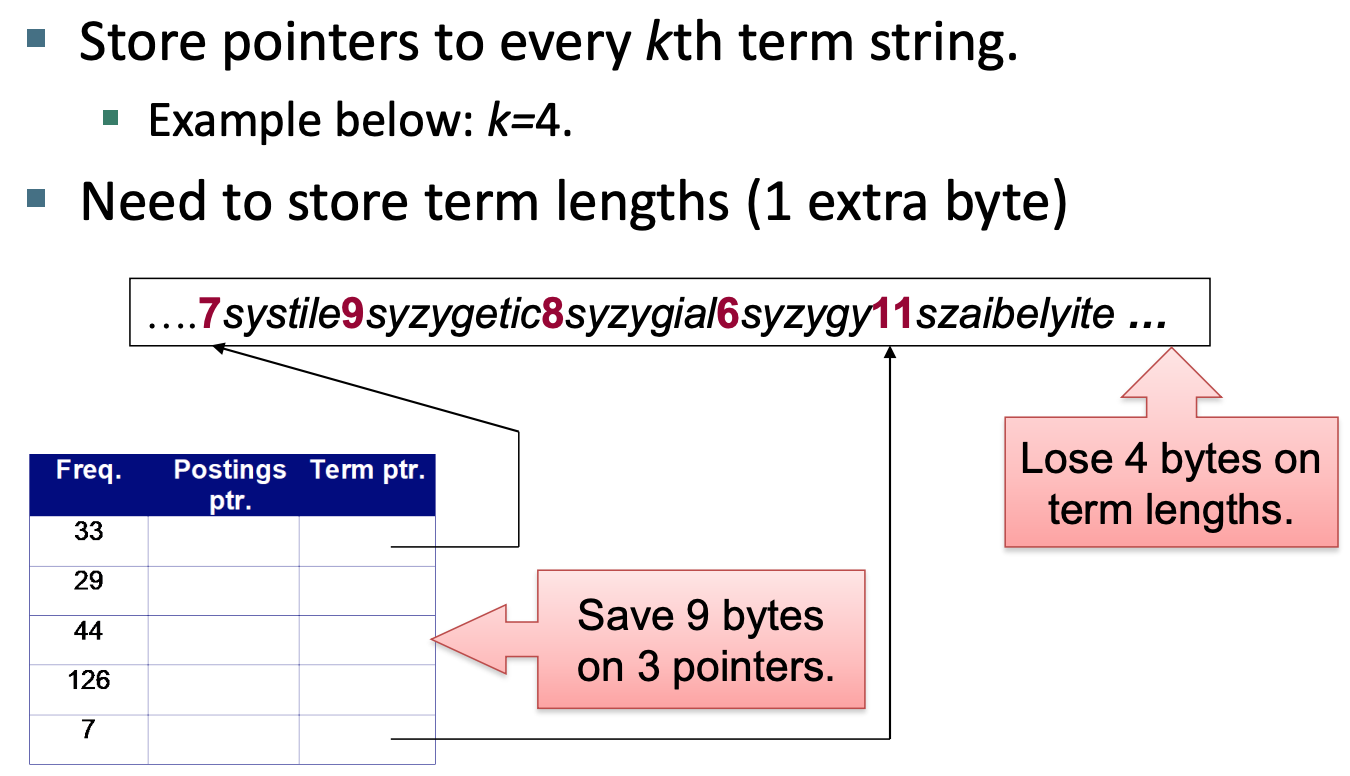 Store pointers to every kth term string.
Example below: k=4.
Need to store term lengths (1 extra byte)
….7systile9syzygetic8syzygial6syzygy11szaibelyite ...
Freq. Postings ptr. Term ptr.
33
29
44
126
7
Save 9 bytes
on 3 pointers.
Lose 4 bytes on
term lengths.